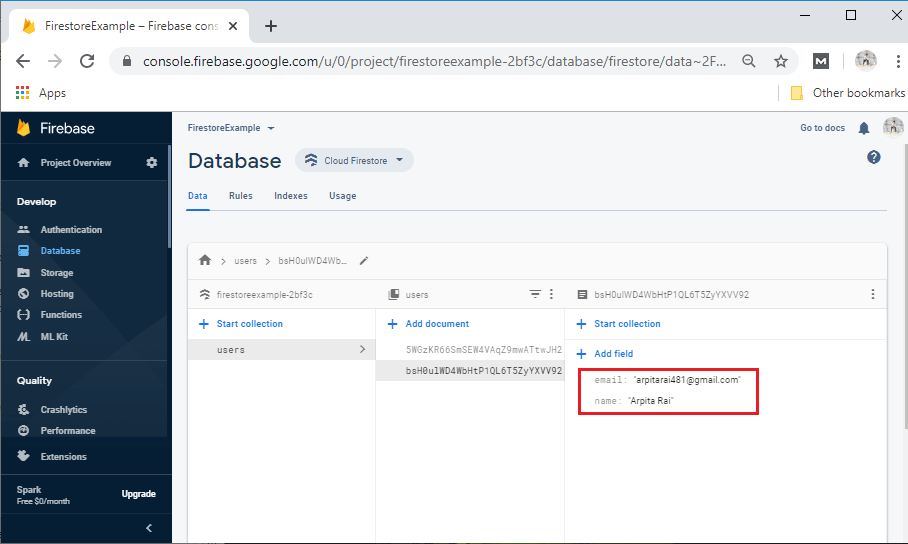 FirestoreExample – Firebase cons
console.firebase.google.com/u/0/project/firestoreexample-2bf3c/database/firestore/data~2F...
M
Apps
Other bookmarks
Firebase
FirestoreExample
Go to docs
Project Overview
Database
Cloud Firestore
Develop
Data Rules Indexes Usage
Authentication
Database
Storage
Hosting
Functions
ML Kit
Quality
Crashlytics
Performance
Extensions
Spark
Free $0/month
Upgrade
users
bsH0ulWD4Wb...
firestoreexample-2bf3c
users
bsH0ulWD4WbHtP1QL6T5ZyYXVV92
Start collection
Add document
Start collection
users
5WGzKR66SmSEW4VAqZ9mwATtwJH2
Add field
bsH0ulWD4WbHtP1QL6T5ZyYXVV92
email: "arpitarai481@gmail.com"
name: "Arpita Rai"